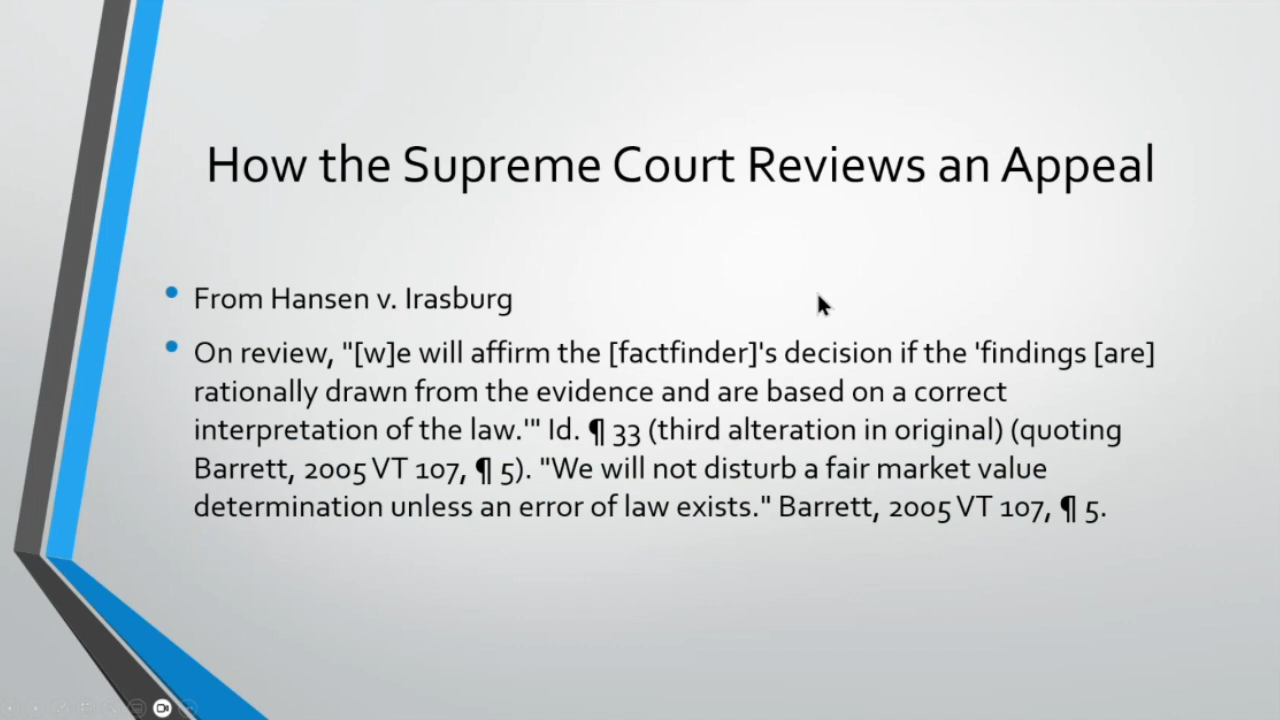 How the Supreme Court Reviews an Appeal
• From Hansen v. Irasburg
• On review, "[w]e will affirm the [factfinder]'s decision if the 'findings [are]
rationally drawn from the evidence and are based on a correct
interpretation of the law.'" Id. ¶ 33 (third alteration in original) (quoting
Barrett, 2005 VT 107, ¶ 5). "We will not disturb a fair market value
determination unless an error of law exists." Barrett, 2005 VT 107, ¶ 5.